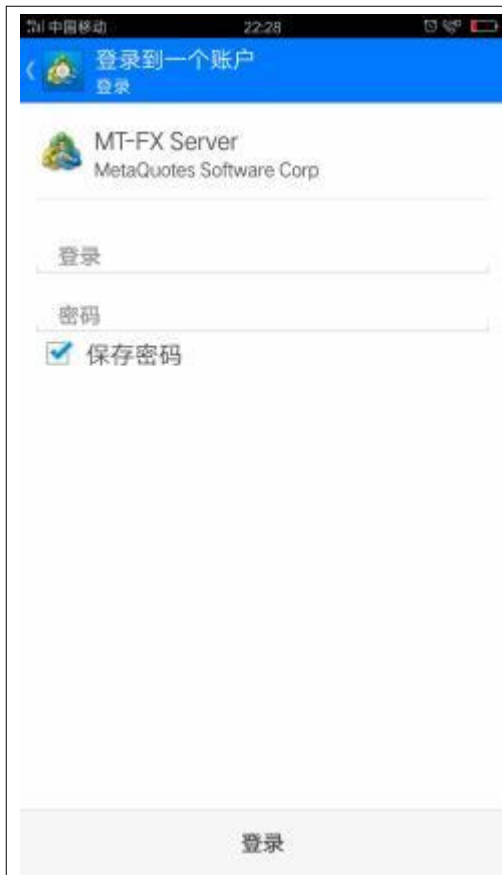 中国移动 22:28
登录到一个账户
登录
MT-FX Server
MetaQuotes Software Corp
登录
密码
保存密码
登录